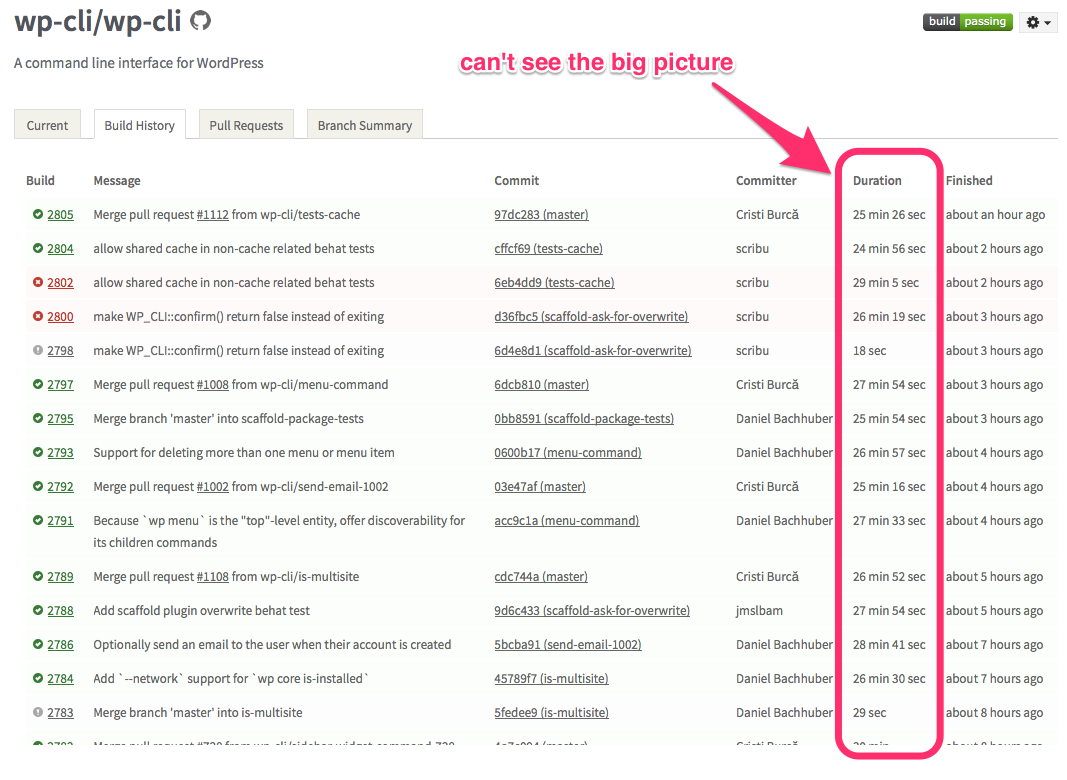 wp-cli/wp-cli
build passing
can't see the big picture
A command line interface for WordPress
Current Build History Pull Requests Branch Summary
Build Message Commit Committer Duration Finished
2805 Merge pull request #1112 from wp-cli/tests-cache 97dc283 (master) Cristi Burcă 25 min 26 sec about an hour ago
2804 allow shared cache in non-cache related behat tests cffcf69 (tests-cache) scribu 24 min 56 sec about 2 hours ago
2802 allow shared cache in non-cache related behat tests 6eb4dd9 (tests-cache) scribu 29 min 5 sec about 2 hours ago
2800 make WP_CLI::confirm() return false instead of exiting d36fbc5 (scaffold-ask-for-overwrite) scribu 26 min 19 sec about 3 hours ago
2798 make WP_CLI::confirm() return false instead of exiting 6d4e8d1 (scaffold-ask-for-overwrite) scribu 18 sec about 3 hours ago
2797 Merge pull request #1008 from wp-cli/menu-command 6dcb810 (master) Cristi Burcă 27 min 54 sec about 3 hours ago
2795 Merge branch 'master' into scaffold-package-tests 0bb8591 (scaffold-package-tests) Daniel Bachhuber 25 min 54 sec about 3 hours ago
2793 Support for deleting more than one menu or menu item 0600b17 (menu-command) Daniel Bachhuber 26 min 57 sec about 4 hours ago
2792 Merge pull request #1002 from wp-cli/send-email-1002 03e47af (master) Cristi Burcă 25 min 16 sec about 4 hours ago
2791 Because `wp menu` is the "top"-level entity, offer discoverability for acc9c1a (menu-command) Daniel Bachhuber 27 min 33 sec about 4 hours ago
its children commands
2789 Merge pull request #1108 from wp-cli/is-multisite cdc744a (master) Cristi Burcă 26 min 52 sec about 5 hours ago
2788 Add scaffold plugin overwrite behat test 9d6c433 (scaffold-ask-for-overwrite) jmslbam 27 min 54 sec about 5 hours ago
2786 Optionally send an email to the user when their account is created 5bcba91 (send-email-1002) Daniel Bachhuber 28 min 41 sec about 7 hours ago
2784 Add `--network` support for `wp core is-installed` 45789f7 (is-multisite) Daniel Bachhuber 26 min 30 sec about 7 hours ago
2783 Merge branch 'master' into is-multisite 5fedee9 (is-multisite) Daniel Bachhuber 29 sec about 8 hours ago
Merge pull request from (master) Cristi Burcă min about 8 hours ago